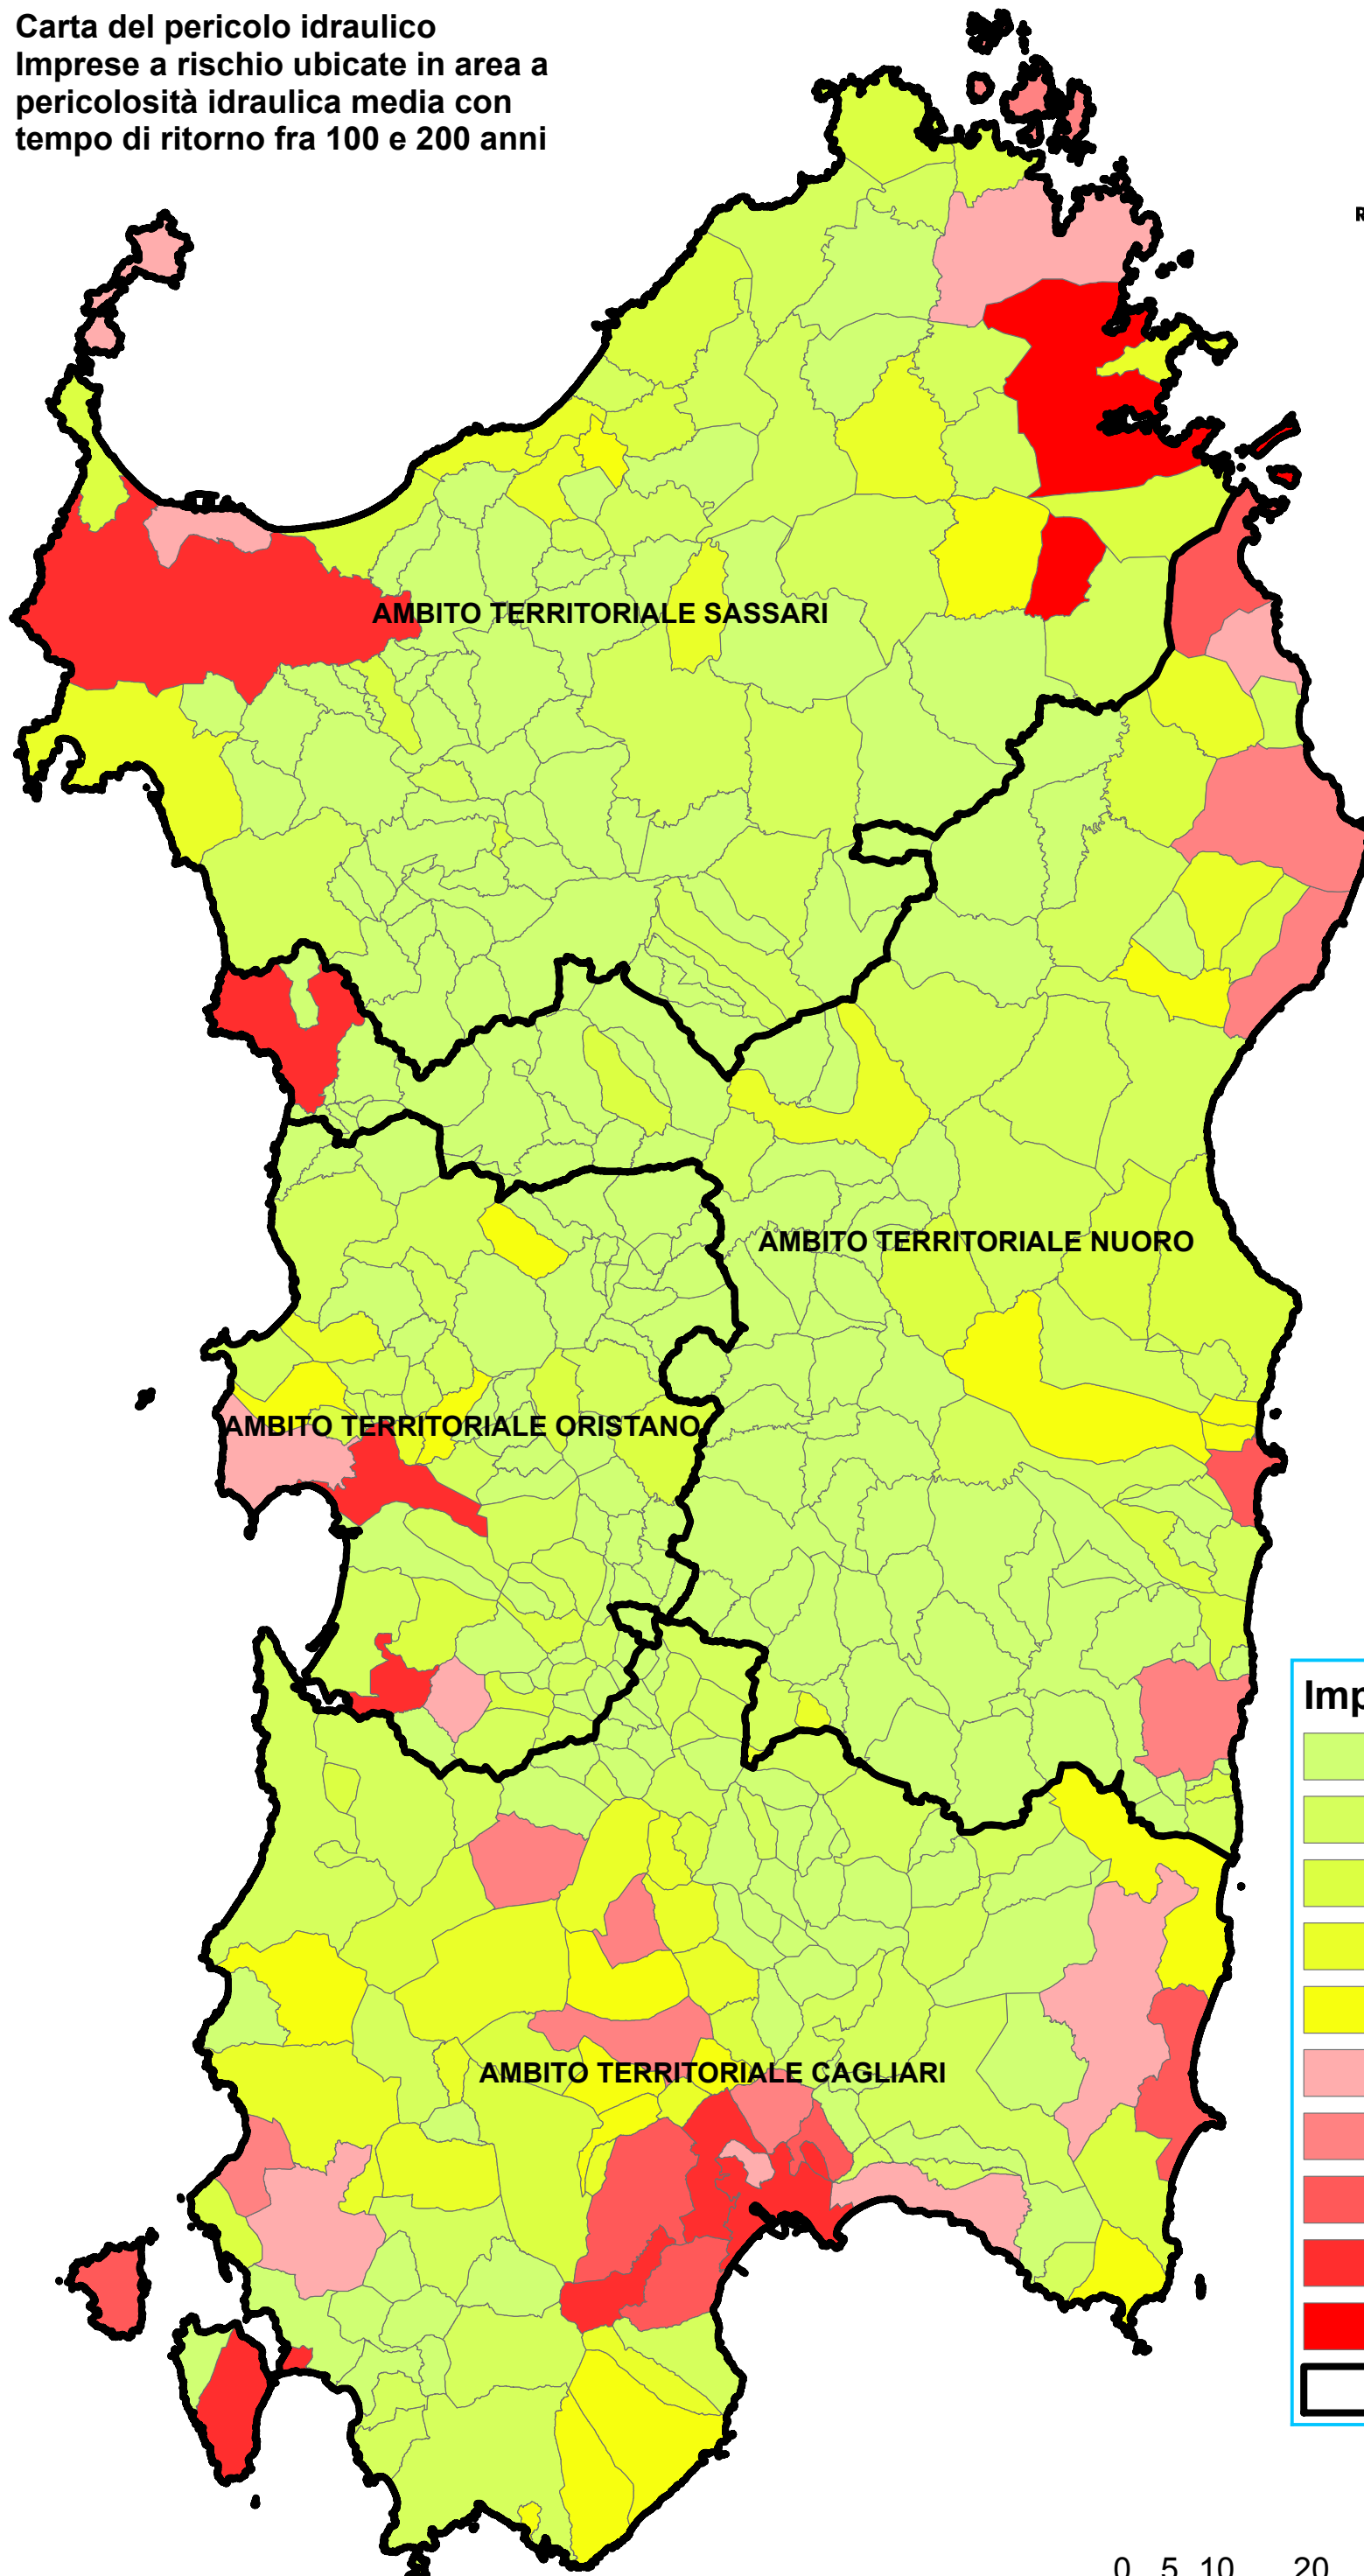 Carta del pericolo idraulico
Imprese a rischio ubicate in area a
pericolosità idraulica media con
tempo di ritorno fra 100 e 200 anni
R
AMBITO TERRITORIALE SASSARI
AMBITO TERRITORIALE NUORO
AMBITO TERRITORIALE ORISTANO
Imp
AMBITO TERRITORIALE CAGLIARI
0 5 10 20